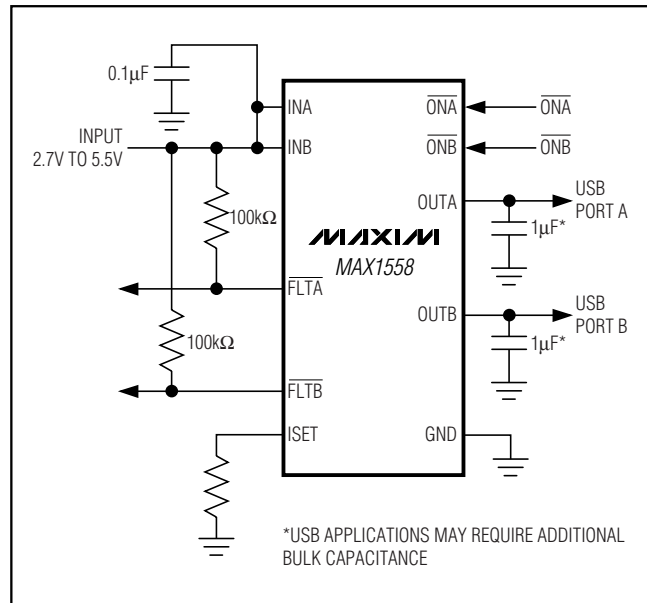 0.1µF
INPUT
2.7V TO 5.5V
100kΩ
100kΩ
INA
INB
FLTA
FLTB
ISET
MAXIM
MAX1558
ONA
ONB
OUTA
OUTB
GND
ONA
ONB
USB
PORT A
1µF*
USB
PORT B
1µF*
*USB APPLICATIONS MAY REQUIRE ADDITIONAL
BULK CAPACITANCE